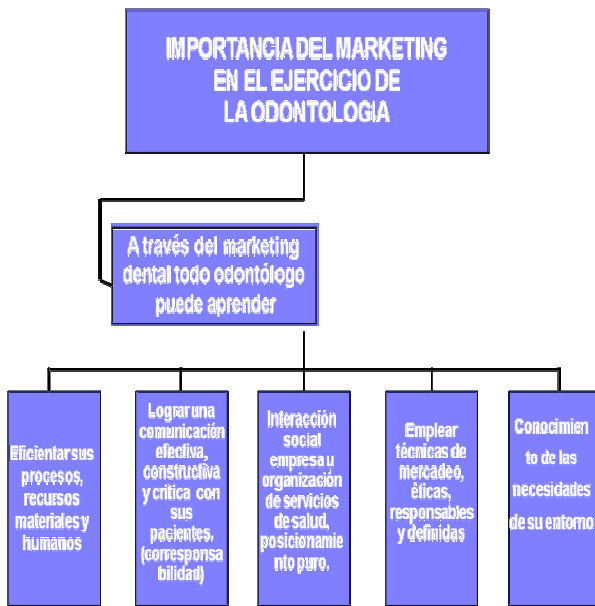 IMPORTANCIA DEL MARKETING
EN EL EJERCICIO DE
LA ODONTOLOGIA
A través del marketing
dental todo odontólogo
puede aprender
Eficientar sus
procesos,
recursos
materiales y
humanos
Lograr una
comunicación
efectiva,
constructiva
y critica con
sus
pacientes,
(corresponsa
bilidad)
Interacción
social
empresa u
organización
de servicios
de salud,
posicionamie
nto puro.
Emplear
técnicas de
mercadeo,
éticas,
responsables
y definidas
Conocimien
to de las
necesidades
de su entorno